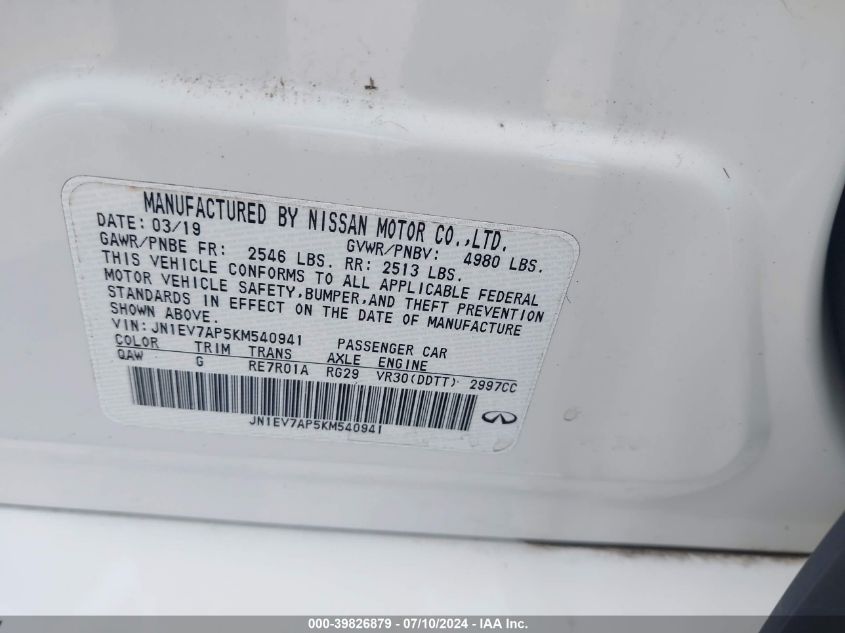 MANUFACTURED BY NISSAN MOTOR CO.,LTD.
DATE: 03/19 GVWR/PNBV: 4980 LBS.
GAWR/PNBE FR: 2546 LBS. RR: 2513 LBS.
THIS VEHICLE CONFORMS TO ALL APPLICABLE FEDERAL
MOTOR VEHICLE SAFETY,BUMPER,AND THEFT PREVENTION
STANDARDS IN EFFECT ON THE DATE OF MANUFACTURE
SHOWN ABOVE.
VIN: JN1EV7AP5KM540941 PASSENGER CAR
COLOR TRIM TRANS AXLE ENGINE
QAW G RE7R01A RG29 VR30(DDTT) 2997CC
JN1EV7AP5KM540941
000-39826879 - 07/10/2024 - IAA Inc.